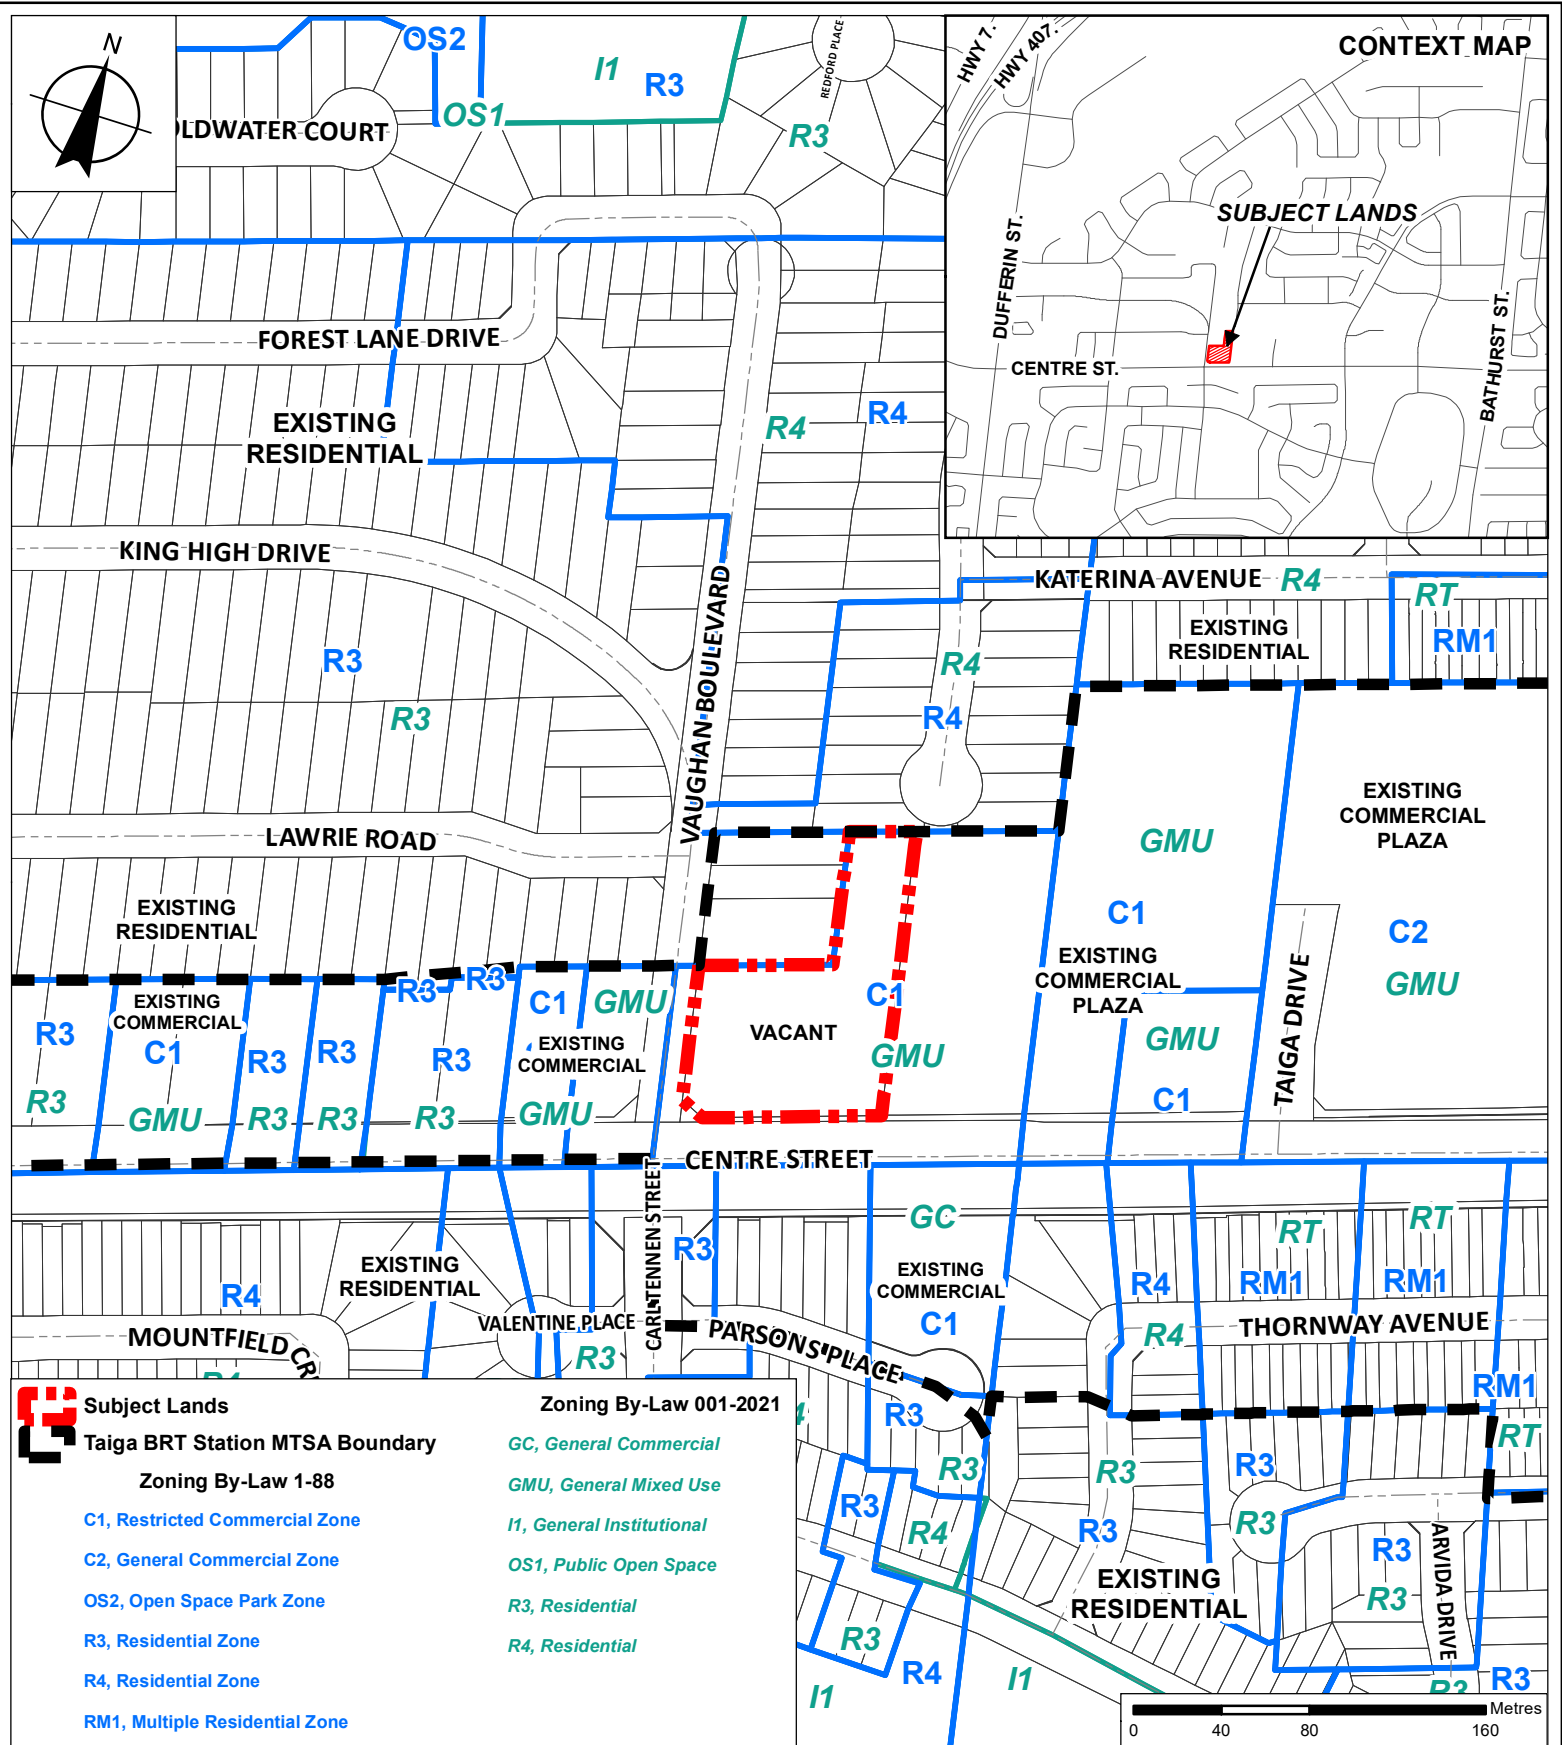 N
OS2
I1
R3
OS1
REDFORD PLACE
R3
OLDWATER COURT
CONTEXT MAP
HWY 7.
HWY 407.
DUFFERIN ST.
SUBJECT LANDS
CENTRE ST.
BATHURST ST.
FOREST LANE DRIVE
EXISTING
RESIDENTIAL
R4
R4
KING HIGH DRIVE
VAUGHAN BOULEVARD
KATERINA AVENUE
R4
RT
EXISTING
RESIDENTIAL
RM1
R3
R4
R3
R4
LAWRIE ROAD
EXISTING
COMMERCIAL
PLAZA
GMU
EXISTING
RESIDENTIAL
C1
C2
EXISTING
COMMERCIAL
PLAZA
GMU
R3
R3
EXISTING
COMMERCIAL
C1
GMU
C1
VACANT
R3
C1
R3
R3
R3
EXISTING
COMMERCIAL
GMU
GMU
TAIGA DRIVE
R3
GMU
R3
R3
R3
GMU
C1
CENTRE STREET
CARL TENNEN STREET
GC
RT
RT
R3
EXISTING
RESIDENTIAL
EXISTING
COMMERCIAL
R4
R4
RM1
RM1
C1
VALENTINE PLACE
PARSONS PLACE
R4
THORNWAY AVENUE
MOUNTFIELD CR
R3
R4
RM1
R3
RT
R3
R3
R3
R3
R4
R3
R3
R3
ARVIDA DRIVE
EXISTING
RESIDENTIAL
R3
R3
R4
I1
I1
R3
R3
Subject Lands
Taiga BRT Station MTSA Boundary
Zoning By-Law 1-88
C1, Restricted Commercial Zone
C2, General Commercial Zone
OS2, Open Space Park Zone
R3, Residential Zone
R4, Residential Zone
RM1, Multiple Residential Zone
Zoning By-Law 001-2021
GC, General Commercial
GMU, General Mixed Use
I1, General Institutional
OS1, Public Open Space
R3, Residential
R4, Residential
Metres
0 40 80 160